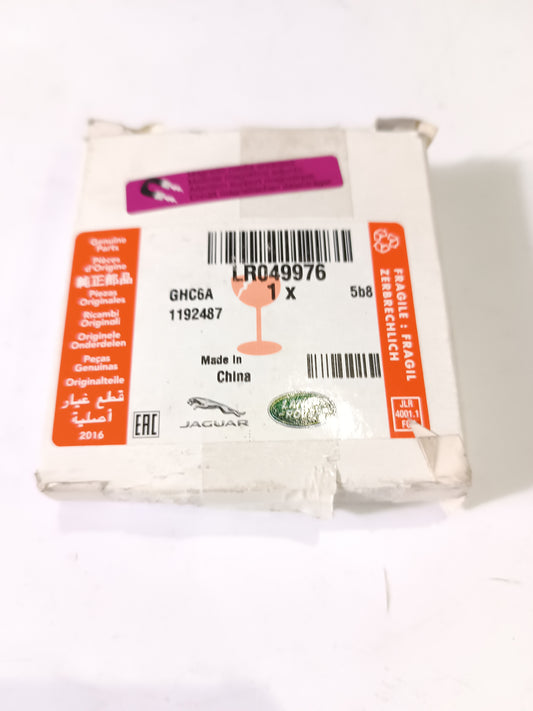 Genuine
Parts
Pièces
d'Origine
純正部品
Piezas
Originales
Ricambi
Originali
Originele
Onderdelen
Peças
Genuinas
Originalteile
قطع غيار
أصلية
2016
LR049976
1 x
GHC6A
5b8
1192487
Made In
China
EAC
JAGUAR
LAND
ROVER
FRAGILE : FRAGIL
ZERBRECHLICH
JLR
4001.1